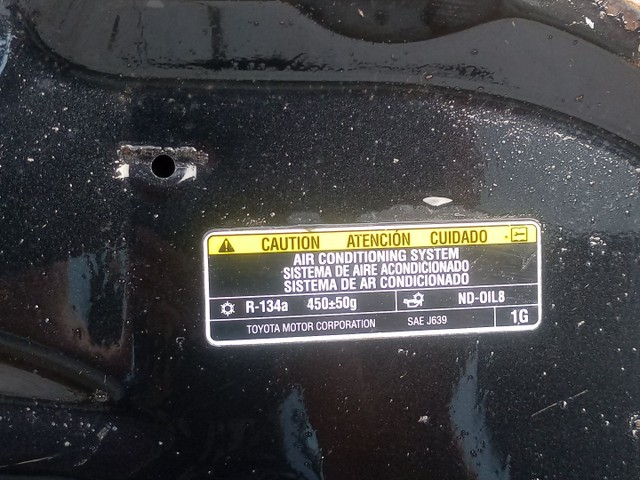 CAUTION ATENCIÓN CUIDADO
AIR CONDITIONING SYSTEM
SISTEMA DE AIRE ACONDICIONADO
SISTEMA DE AR CONDICIONADO
R-134a 450±50g ND-OIL8
TOYOTA MOTOR CORPORATION SAE J639 1G